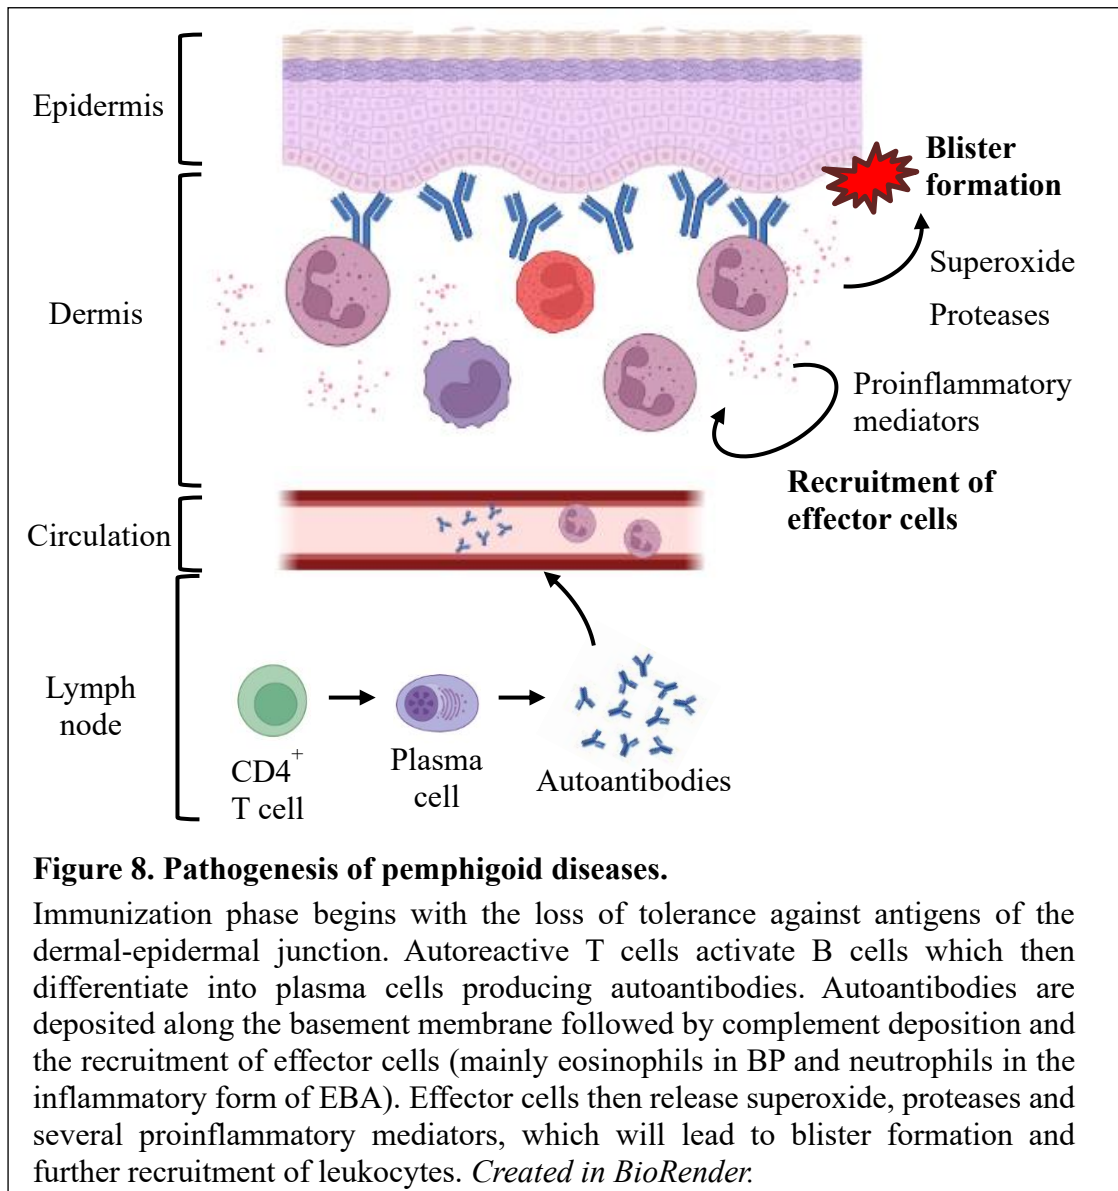 Epidermis
Blister
formation
Dermis
Superoxide
Proteases
Proinflammatory
mediators
Recruitment of
effector cells
Circulation
Lymph
node
CD4+
T cell
Plasma
cell
Autoantibodies
Figure 8. Pathogenesis of pemphigoid diseases.
Immunization phase begins with the loss of tolerance against antigens of the
dermal-epidermal junction. Autoreactive T cells activate B cells which then
differentiate into plasma cells producing autoantibodies. Autoantibodies are
deposited along the basement membrane followed by complement deposition and
the recruitment of effector cells (mainly eosinophils in BP and neutrophils in the
inflammatory form of EBA). Effector cells then release superoxide, proteases and
several proinflammatory mediators, which will lead to blister formation and
further recruitment of leukocytes. Created in BioRender.